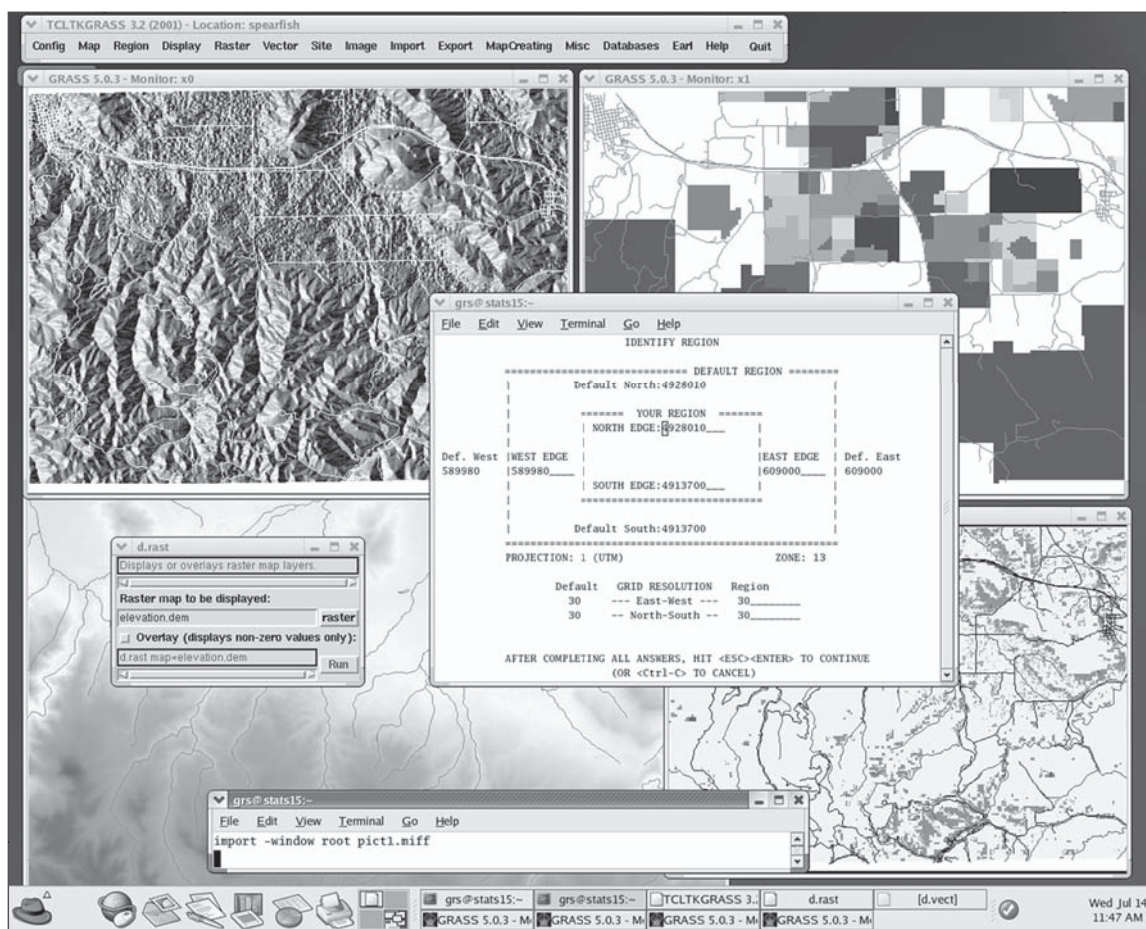 TCLTKGRASS 3.2 (2001) - Location: spearfish
Config Map Region Display Raster Vector Site Image Import Export MapCreating Misc Databases Earl Help Quit
GRASS 5.0.3 - Monitor: x0
GRASS 5.0.3 - Monitor: x1
grs@stats15:~
File Edit View Terminal Go Help
IDENTIFY REGION
============================= DEFAULT REGION ========
| Default North:4928010 |
======= YOUR REGION =======
| NORTH EDGE:4928010___ |
Def. West |WEST EDGE |EAST EDGE | Def. East
589980 |589980____ |609000____ | 609000
| SOUTH EDGE:4913700___ |
=============================
| Default South:4913700 |
=====================================================
PROJECTION: 1 (UTM) ZONE: 13
Default GRID RESOLUTION Region
30 --- East-West --- 30________
30 -- North-South -- 30________
AFTER COMPLETING ALL ANSWERS, HIT <ESC><ENTER> TO CONTINUE
(OR <Ctrl-C> TO CANCEL)
d.rast
Displays or overlays raster map layers.
Raster map to be displayed:
elevation.dem raster
Overlay (displays non-zero values only):
d.rast map=elevation.dem Run
grs@stats15:~
File Edit View Terminal Go Help
import -window root pict1.miff
grs@stats15:~ grs@stats15:~ TCLTKGRASS 3. d.rast [d.vect]
GRASS 5.0.3 - M GRASS 5.0.3 - M GRASS 5.0.3 - M GRASS 5.0.3 - M
Wed Jul 14
11:47 AM